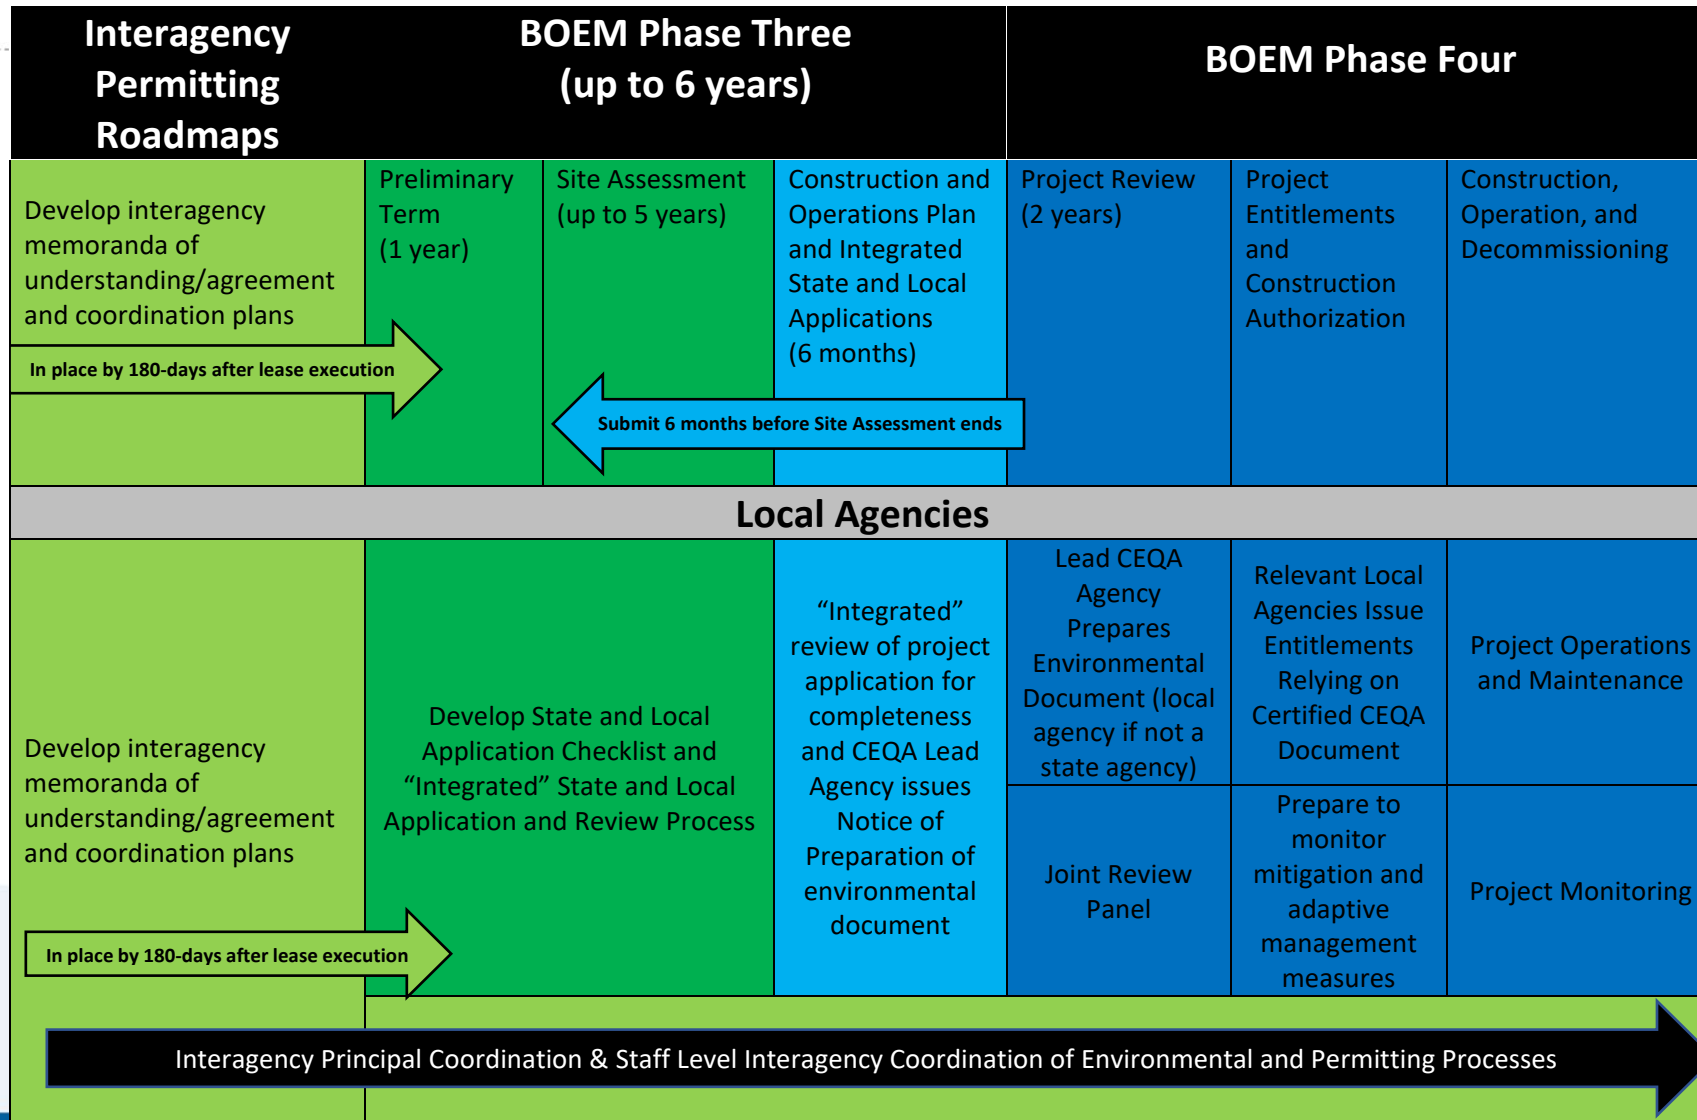 Interagency
Permitting
Roadmaps
BOEM Phase Three
(up to 6 years)
BOEM Phase Four
Develop interagency
memoranda of
understanding/agreement
and coordination plans
Preliminary
Term
(1 year)
Site Assessment
(up to 5 years)
Construction and
Operations Plan
and Integrated
State and Local
Applications
(6 months)
Project Review
(2 years)
Project
Entitlements
and
Construction
Authorization
Construction,
Operation, and
Decommissioning
In place by 180-days after lease execution
Submit 6 months before Site Assessment ends
Local Agencies
Develop interagency
memoranda of
understanding/agreement
and coordination plans
Develop State and Local
Application Checklist and
“Integrated” State and Local
Application and Review Process
“Integrated”
review of project
application for
completeness
and CEQA Lead
Agency issues
Notice of
Preparation of
environmental
document
Lead CEQA
Agency
Prepares
Environmental
Document (local
agency if not a
state agency)
Relevant Local
Agencies Issue
Entitlements
Relying on
Certified CEQA
Document
Project Operations
and Maintenance
Joint Review
Panel
Prepare to
monitor
mitigation and
adaptive
management
measures
Project Monitoring
In place by 180-days after lease execution
Interagency Principal Coordination & Staff Level Interagency Coordination of Environmental and Permitting Processes